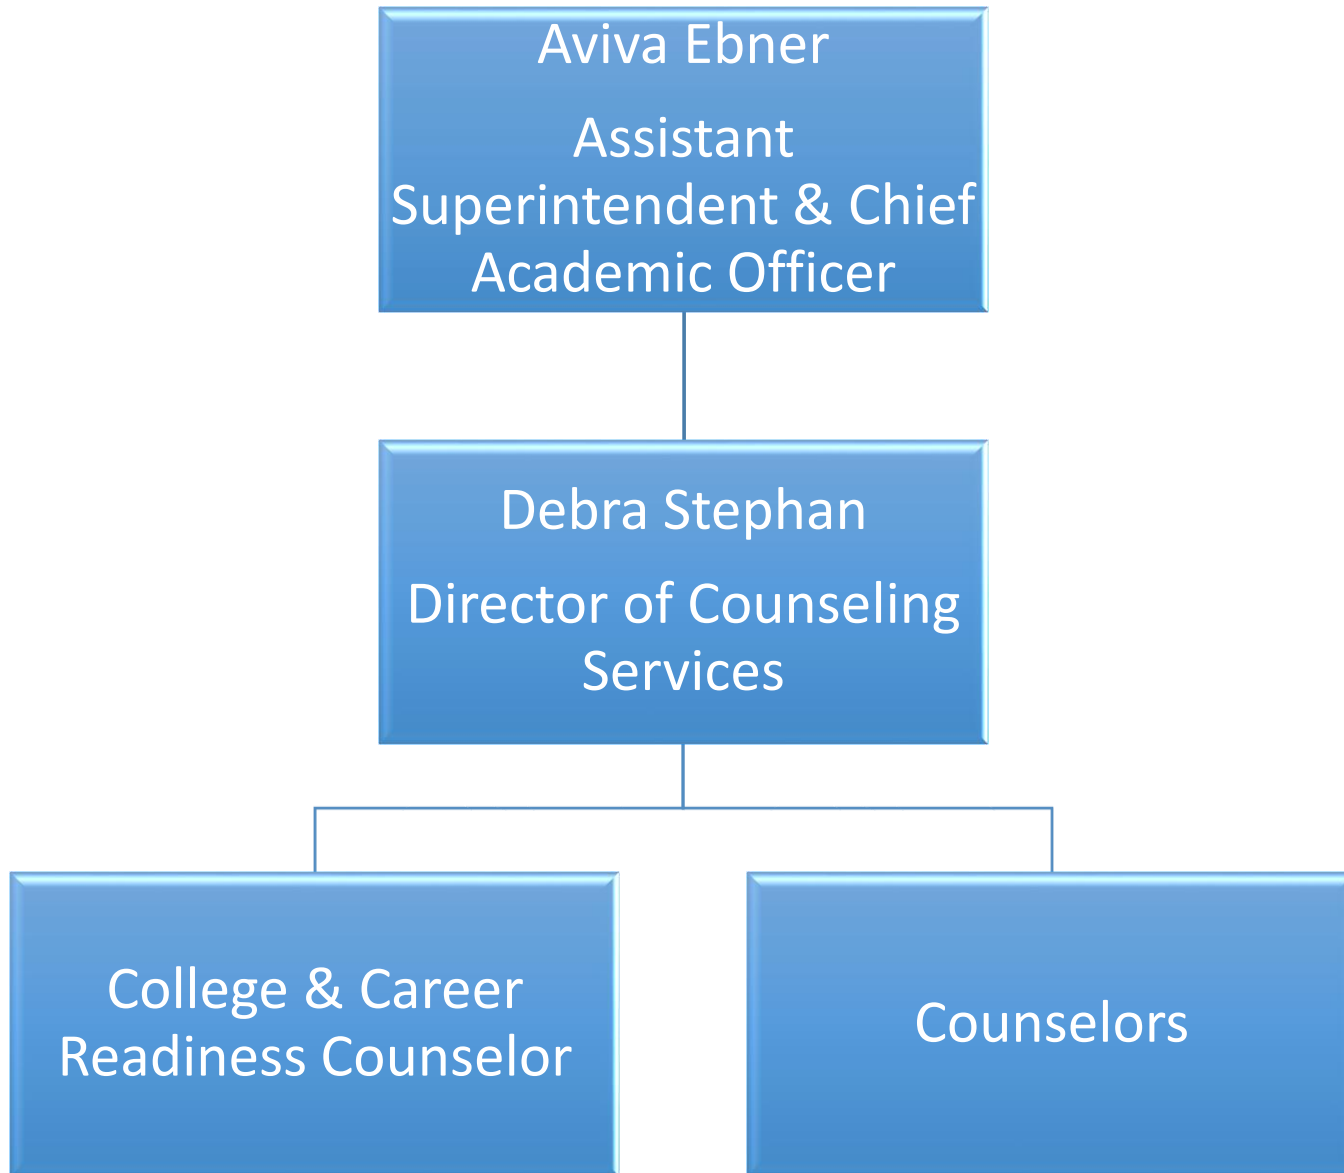 Aviva Ebner
Assistant
Superintendent & Chief
Academic Officer
Debra Stephan
Director of Counseling
Services
College & Career
Readiness Counselor
Counselors